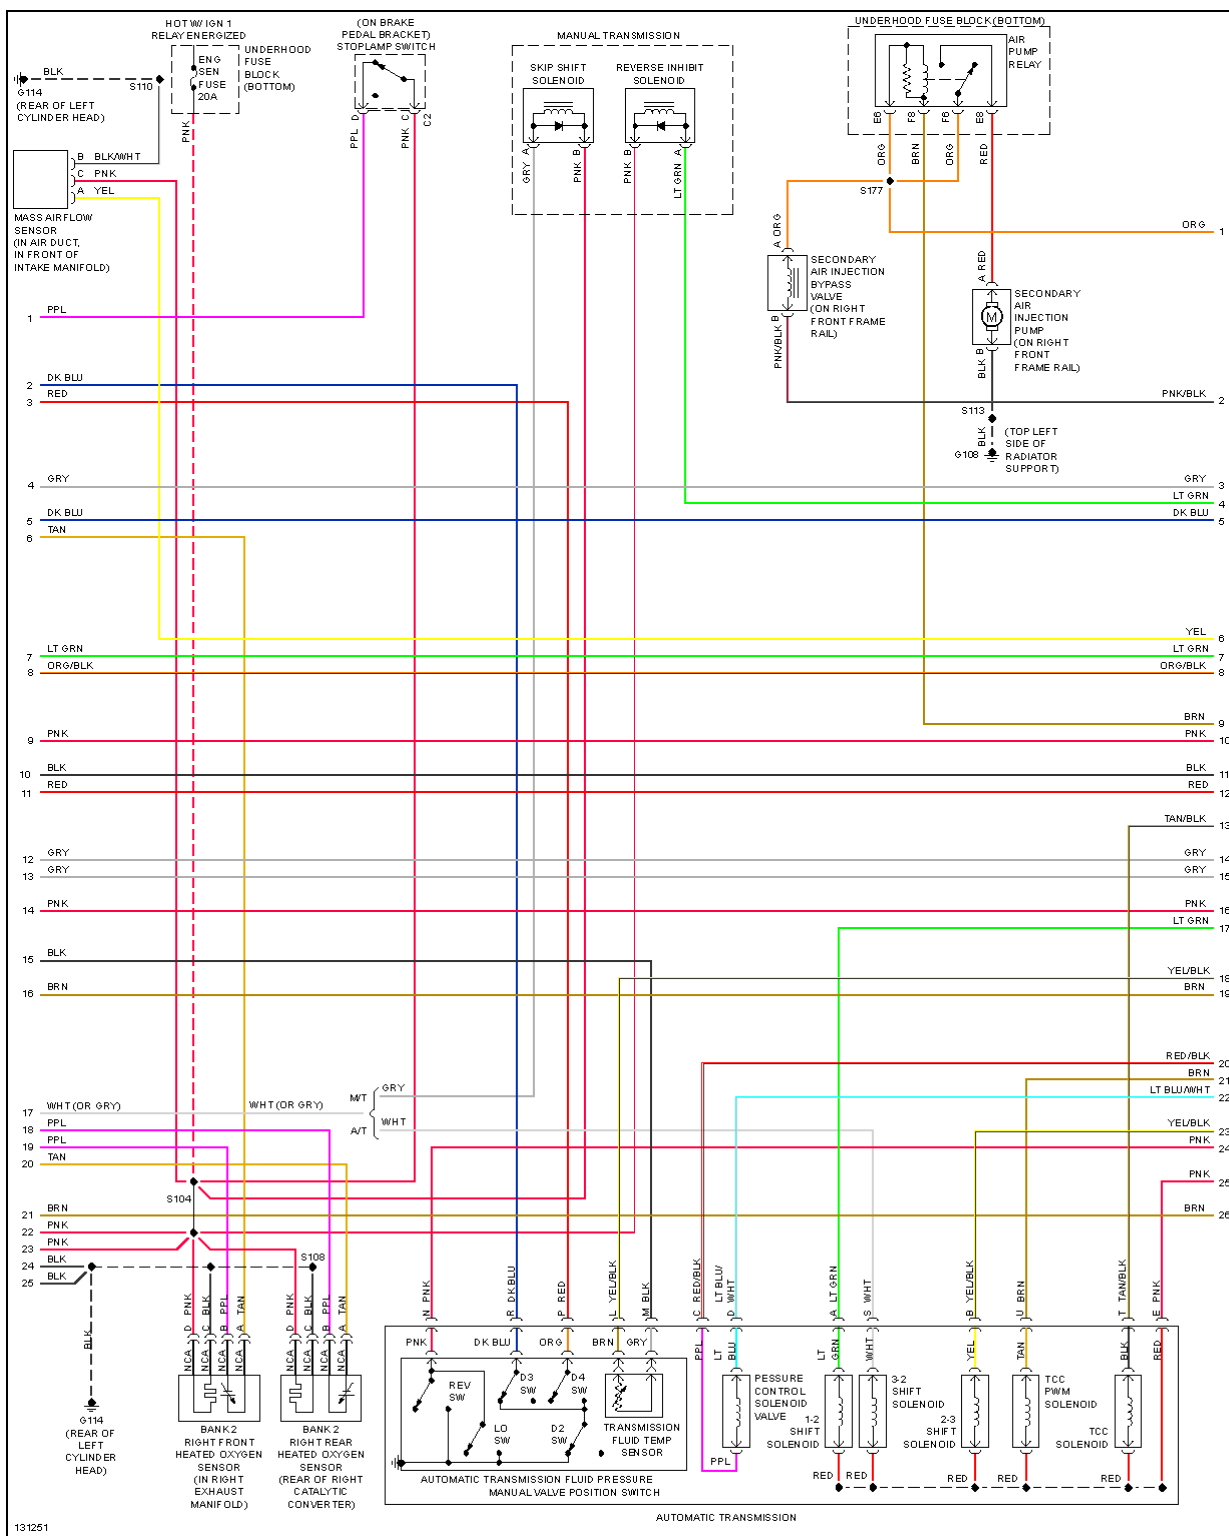 HOT W/ IGN 1
RELAY ENERGIZED
(ON BRAKE
PEDAL BRACKET)
STOPLAMP SWITCH
MANUAL TRANSMISSION
UNDERHOOD FUSE BLOCK (BOTTOM)
ENG
SEN
FUSE
20A
UNDERHOOD
FUSE
BLOCK
(BOTTOM)
SKIP SHIFT
SOLENOID
REVERSE INHIBIT
SOLENOID
AIR
PUMP
RELAY
BLK
S110
G114
(REAR OF LEFT
CYLINDER HEAD)
PNK
PPL D
PNK C
C2
GRY A
PNK B
PNK B
LT GRN A
E6
F8
F6
E8
ORG
BRN
ORG
RED
B BLK/WHT
C PNK
A YEL
MASS AIRFLOW
SENSOR
(IN AIR DUCT,
IN FRONT OF
INTAKE MANIFOLD)
S177
A ORG
ORG 1
A RED
SECONDARY
AIR INJECTION
BYPASS
VALVE
(ON RIGHT
FRONT FRAME
RAIL)
PNK/BLK B
M
SECONDARY
AIR
INJECTION
PUMP
(ON RIGHT
FRONT
FRAME RAIL)
BLK B
1 PPL
2 DK BLU
3 RED
PNK/BLK 2
S113
BLK
G108
(TOP LEFT
SIDE OF
RADIATOR
SUPPORT)
4 GRY
GRY 3
LT GRN 4
5 DK BLU
DK BLU 5
6 TAN
YEL 6
7 LT GRN
LT GRN 7
8 ORG/BLK
ORG/BLK 8
BRN 9
9 PNK
PNK 10
10 BLK
BLK 11
11 RED
RED 12
TAN/BLK 13
12 GRY
GRY 14
13 GRY
GRY 15
14 PNK
PNK 16
LT GRN 17
15 BLK
YEL/BLK 18
16 BRN
BRN 19
RED/BLK 20
BRN 21
LT BLU/WHT 22
M/T
GRY
17 WHT (OR GRY)
WHT (OR GRY)
A/T
WHT
18 PPL
YEL/BLK 23
19 PPL
PNK 24
20 TAN
PNK 25
S104
21 BRN
BRN 26
22 PNK
23 PNK
24 BLK
25 BLK
S108
BLK
D PNK
C BLK
B PPL
A TAN
D PNK
C BLK
B PPL
A TAN
NCA
NCA
NCA
NCA
NCA
NCA
NCA
NCA
N PNK
R DK BLU
P RED
L YEL/BLK
M BLK
C RED/BLK
LT BLU/
D WHT
A LT GRN
S WHT
B YEL/BLK
U BRN
T TAN/BLK
E PNK
PNK
DK BLU
ORG
BRN
GRY
PPL
LT
BLU
LT
GRN
WHT
YEL
TAN
BLK
RED
REV
SW
D3
SW
D4
SW
LO
SW
D2
SW
TRANSMISSION
FLUID TEMP
SENSOR
PESSURE
CONTROL
SOLENOID
VALVE
1-2
SHIFT
SOLENOID
3-2
SHIFT
SOLENOID
2-3
SHIFT
SOLENOID
TCC
PWM
SOLENOID
TCC
SOLENOID
PPL
RED
RED
RED
RED
RED
G114
(REAR OF
LEFT
CYLINDER
HEAD)
BANK 2
RIGHT FRONT
HEATED OXYGEN
SENSOR
(IN RIGHT
EXHAUST
MANIFOLD)
BANK 2
RIGHT REAR
HEATED OXYGEN
SENSOR
(REAR OF RIGHT
CATALYTIC
CONVERTER)
AUTOMATIC TRANSMISSION FLUID PRESSURE
MANUAL VALVE POSITION SWITCH
AUTOMATIC TRANSMISSION
131251